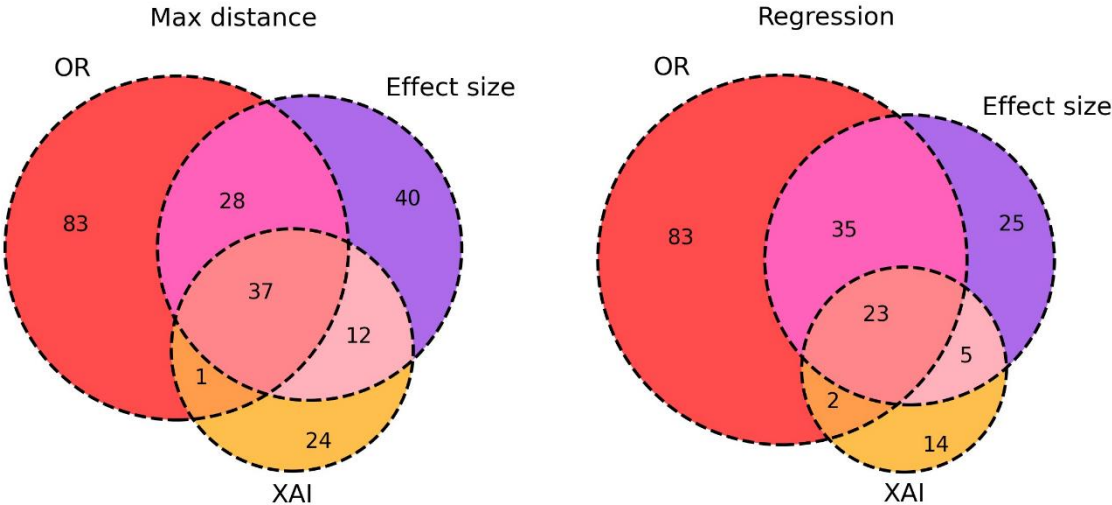 Max distance
OR
Effect size
83
28
40
37
12
1
24
XAI
Regression
OR
Effect size
83
35
25
23
5
2
14
XAI